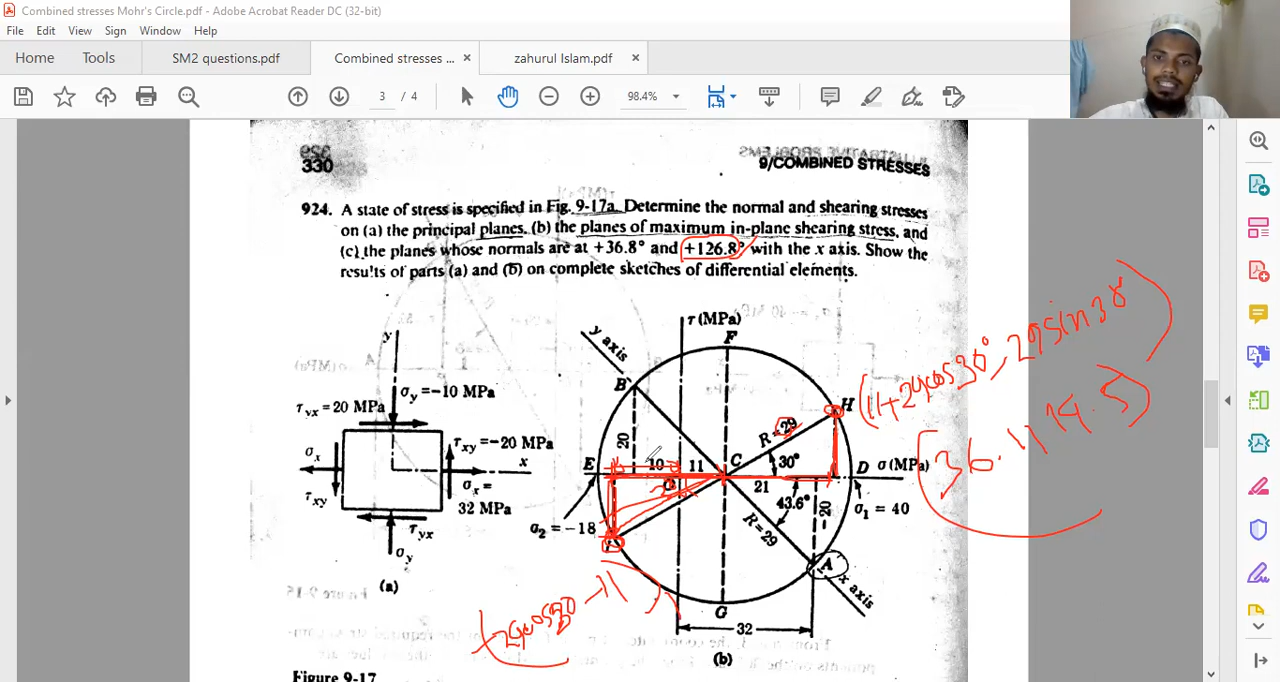 Combined stresses Mohr's Circle.pdf - Adobe Acrobat Reader DC (32-bit)
File Edit View Sign Window Help
Home Tools SM2 questions.pdf Combined stresses ... × zahurul Islam.pdf ×
3 / 4 98.4%
330
9/COMBINED STRESSES
924. A state of stress is specified in Fig. 9-17a. Determine the normal and shearing stresses
on (a) the principal planes, (b) the planes of maximum in-plane shearing stress, and
(c) the planes whose normals are at +36.8° and +126.8° with the x axis. Show the
results of parts (a) and (b) on complete sketches of differential elements.
y
σy = −10 MPa
τyx = 20 MPa
τxy = −20 MPa
σx
x
σx =
32 MPa
τxy
τyx
σy
(a)
τ (MPa)
y axis
F
B
H
20
R = 29
30°
E
10
11
C
D σ (MPa)
21
43.6°
−20
σ2 = −18
σ1 = 40
R = 29
A
x axis
G
32
(b)
Figure 9-17
(11+29cos30°, 29sin30°)
(36.11, 14.5)
29cos30 − 11